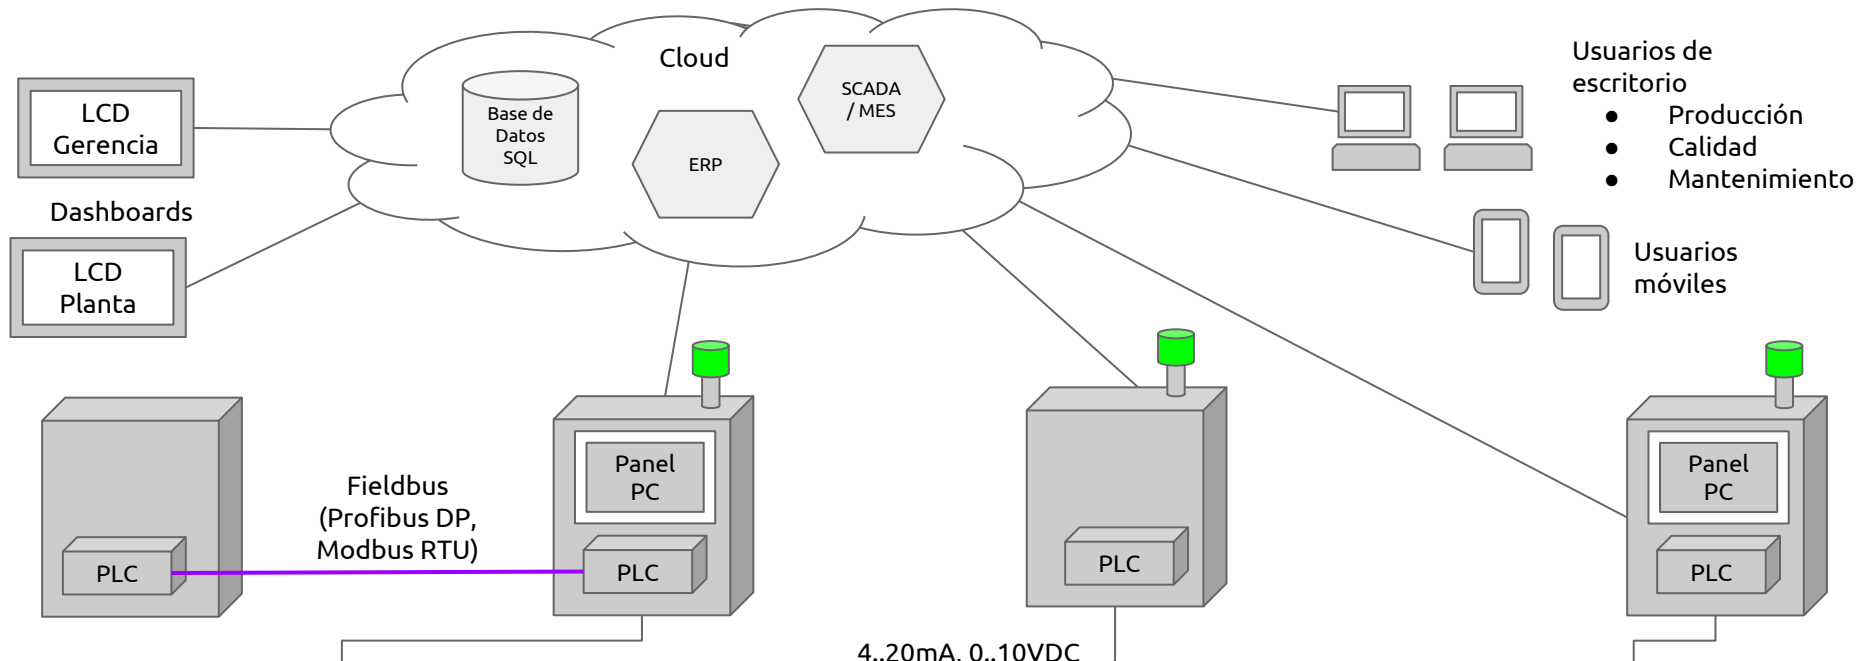 Cloud
SCADA
/ MES
Base de
Datos
SQL
ERP
LCD
Gerencia
Dashboards
LCD
Planta
Usuarios de
escritorio
● Producción
● Calidad
● Mantenimiento
Usuarios
móviles
Fieldbus
(Profibus DP,
Modbus RTU)
PLC
Panel
PC
PLC
PLC
Panel
PC
PLC
4..20mA, 0..10VDC